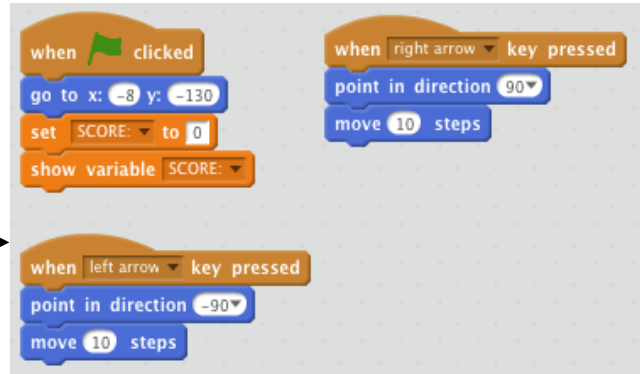 when clicked
go to x: -8 y: -130
set SCORE: to 0
show variable SCORE:
when right arrow key pressed
point in direction 90
move 10 steps
when left arrow key pressed
point in direction -90
move 10 steps